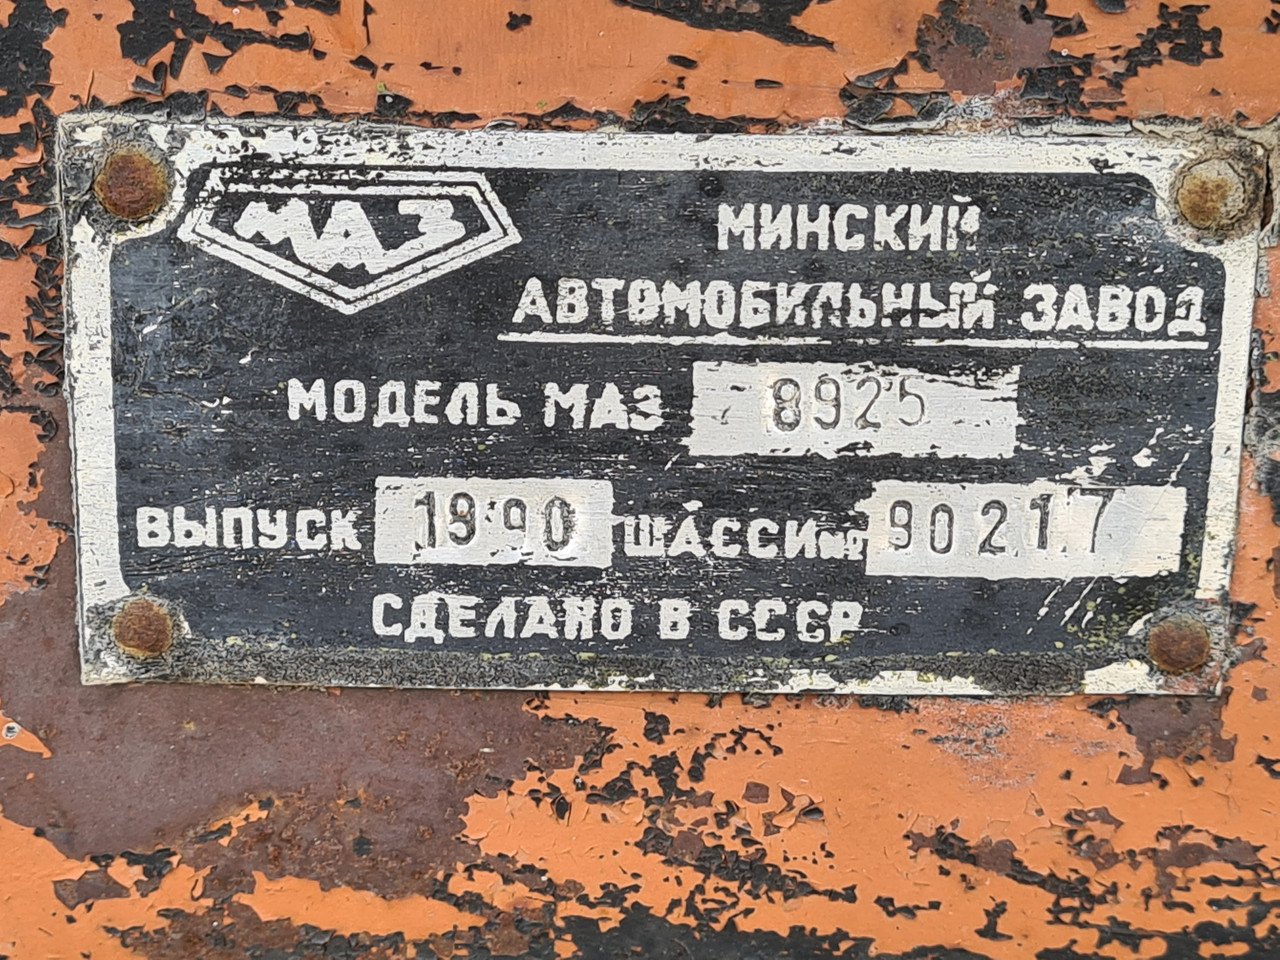 МАЗ
МИНСКИЙ
АВТОМОБИЛЬНЫЙ ЗАВОД
МОДЕЛЬ МАЗ 8925
ВЫПУСК 1990 ШАССИ № 90217
СДЕЛАНО В СССР